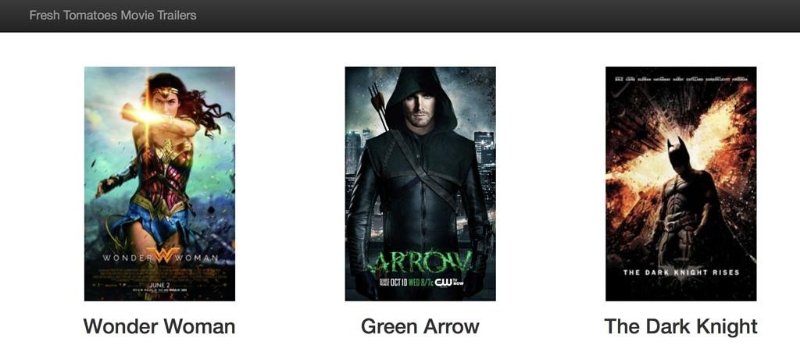 Fresh Tomatoes Movie Trailers
WONDER WOMAN
JUNE 2
ARROW
OCT 10 WED 8/7c CW
THE DARK KNIGHT RISES
Wonder Woman
Green Arrow
The Dark Knight